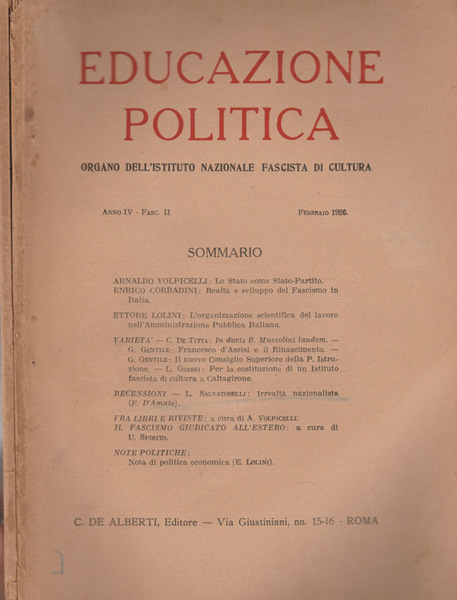 EDUCAZIONE
POLITICA
ORGANO DELL'ISTITUTO NAZIONALE FASCISTA DI CULTURA
ANNO IV - FASC. II
FEBBRAIO 1926.
SOMMARIO
ARNALDO VOLPICELLI: Lo Stato come Stato-Partito.
ENRICO CORRADINI: Realtà e sviluppo del Fascismo in
Italia.
ETTORE LOLINI: L'organizzazione scientifica del lavoro
nell'Amministrazione Pubblica Italiana.
VARIETA' — C. DE TITTA: In ducis B. Mussolini laudem. —
G. GENTILE: Francesco d'Assisi e il Rinascimento. —
G. GENTILE: Il nuovo Consiglio Superiore della P. Istru-
zione. — L. GRASSI: Per la costituzione di un Istituto
fascista di cultura a Caltagirone.
RECENSIONI — L. SALVATORELLI: Irrealtà nazionalista
(F. D'Amato).
FRA LIBRI E RIVISTE: a cura di A. VOLPICELLI.
IL FASCISMO GIUDICATO ALL'ESTERO: a cura di
U. SPIRITO.
NOTE POLITICHE:
Nota di politica economica (E. LOLINI).
C. DE ALBERTI, Editore — Via Giustiniani, nn. 15-16 - ROMA